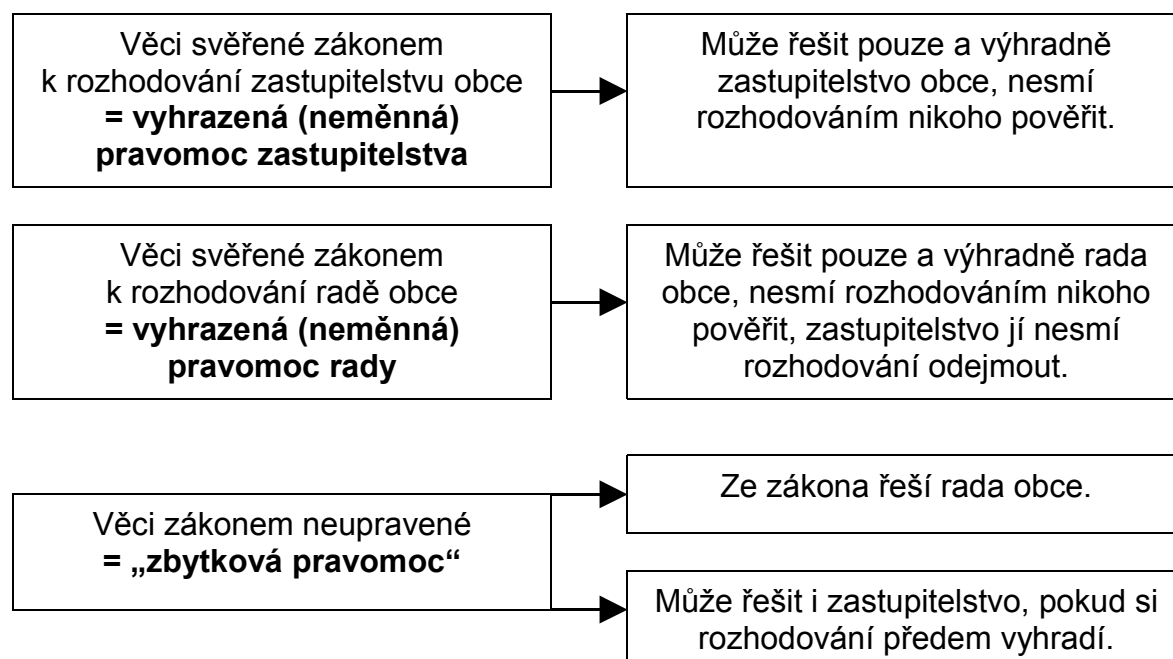 Věci svěřené zákonem
k rozhodování zastupitelstvu obce
= vyhrazená (neměnná)
pravomoc zastupitelstva
Může řešit pouze a výhradně
zastupitelstvo obce, nesmí
rozhodováním nikoho pověřit.
Věci svěřené zákonem
k rozhodování radě obce
= vyhrazená (neměnná)
pravomoc rady
Může řešit pouze a výhradně rada
obce, nesmí rozhodováním nikoho
pověřit, zastupitelstvo jí nesmí
rozhodování odejmout.
Věci zákonem neupravené
= „zbytková pravomoc“
Ze zákona řeší rada obce.
Může řešit i zastupitelstvo, pokud si
rozhodování předem vyhradí.